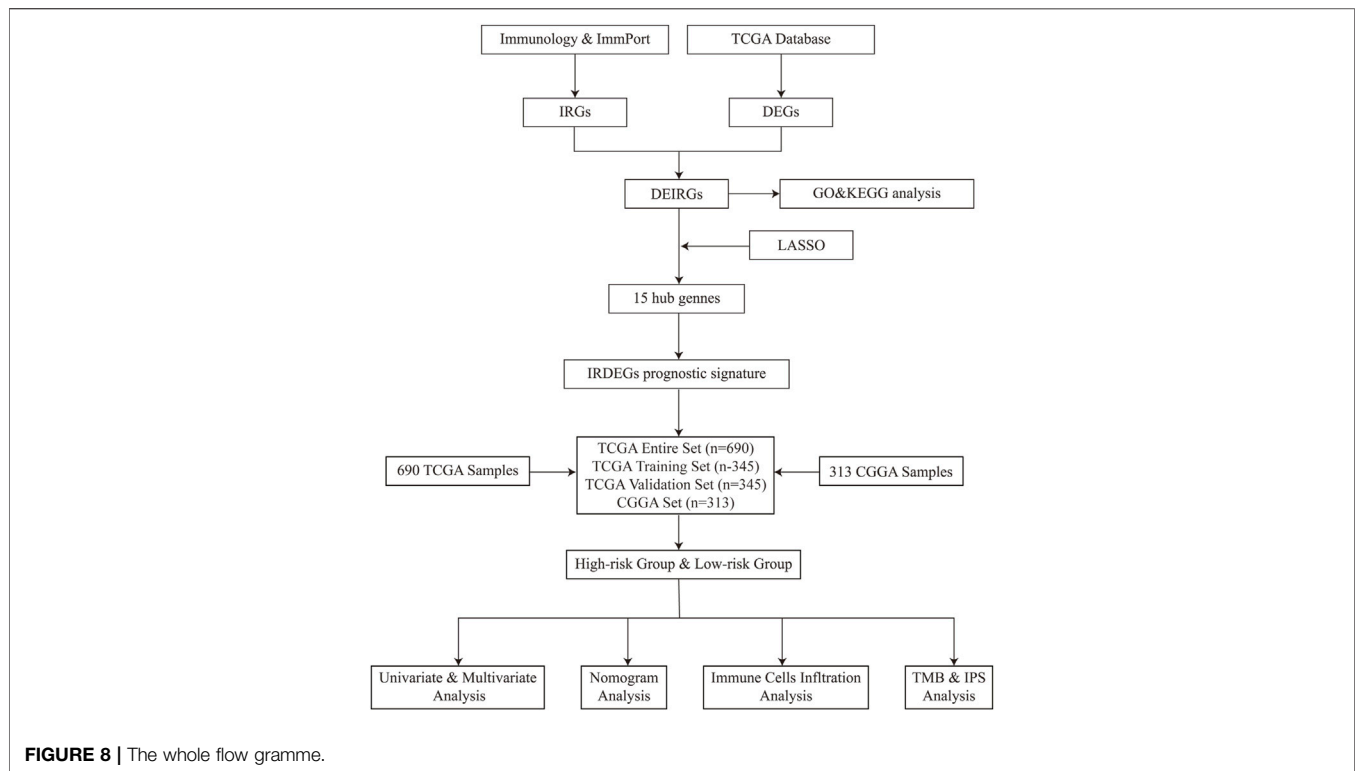 Immunology & ImmPort
TCGA Database
IRGs
DEGs
DEIRGs
GO&KEGG analysis
LASSO
15 hub gennes
IRDEGs prognostic signature
690 TCGA Samples
TCGA Entire Set (n=690)
TCGA Training Set (n-345)
TCGA Validation Set (n=345)
CGGA Set (n=313)
313 CGGA Samples
High-risk Group & Low-risk Group
Univariate & Multivariate
Analysis
Nomogram
Analysis
Immune Cells Infltration
Analysis
TMB & IPS
Analysis
FIGURE 8 | The whole flow gramme.